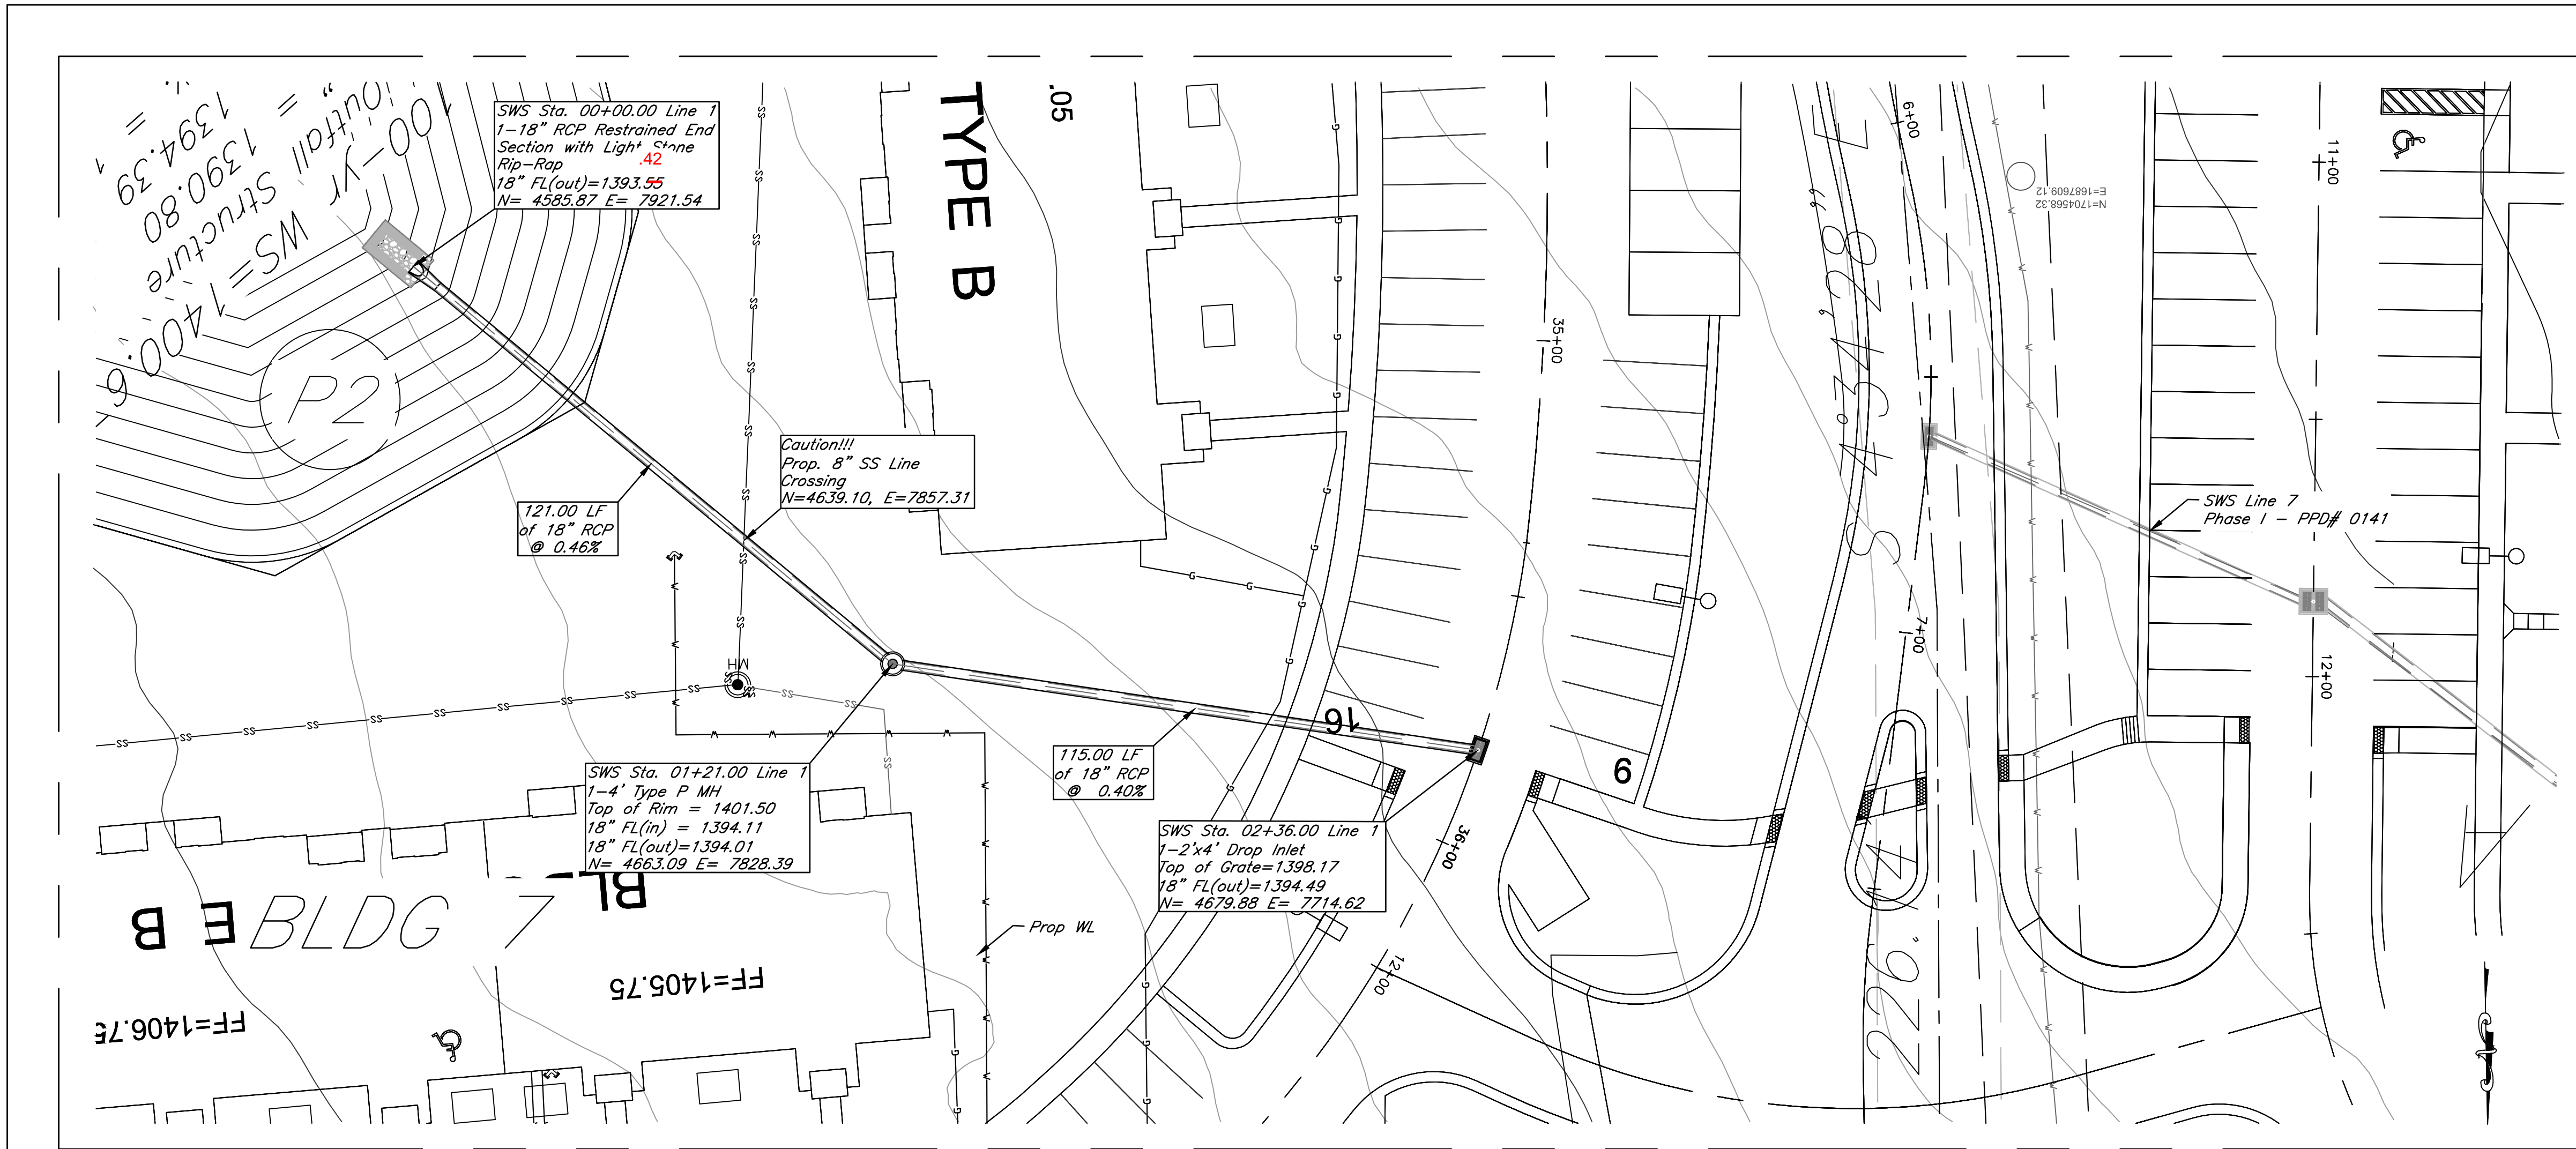 00-yr WS= 1400.
6
Outfall Structure
= 1390.80
1394.39
=
P2
SWS Sta. 00+00.00 Line 1
1-18" RCP Restrained End
Section with Light Stone
Rip-Rap
.42
18" FL(out)=1393.55
N= 4585.87 E= 7921.54
TYPE B
.05
Caution!!!
Prop. 8" SS Line
Crossing
N=4639.10, E=7857.31
121.00 LF
of 18" RCP
@ 0.46%
MH
SWS Sta. 01+21.00 Line 1
1-4' Type P MH
Top of Rim = 1401.50
18" FL(in) = 1394.11
18" FL(out)=1394.01
N= 4663.09 E= 7828.39
115.00 LF
of 18" RCP
@ 0.40%
SWS Sta. 02+36.00 Line 1
1-2'x4' Drop Inlet
Top of Grate=1398.17
18" FL(out)=1394.49
N= 4679.88 E= 7714.62
16
9
35+00
36+00
12+00
6+00
7+00
11+00
12+00
N=1704568.32
E=1687609.12
SWS Line 7
Phase I - PPD# 0141
Prop WL
BLDG 7
E B
FF=1405.75
FF=1406.75
226.